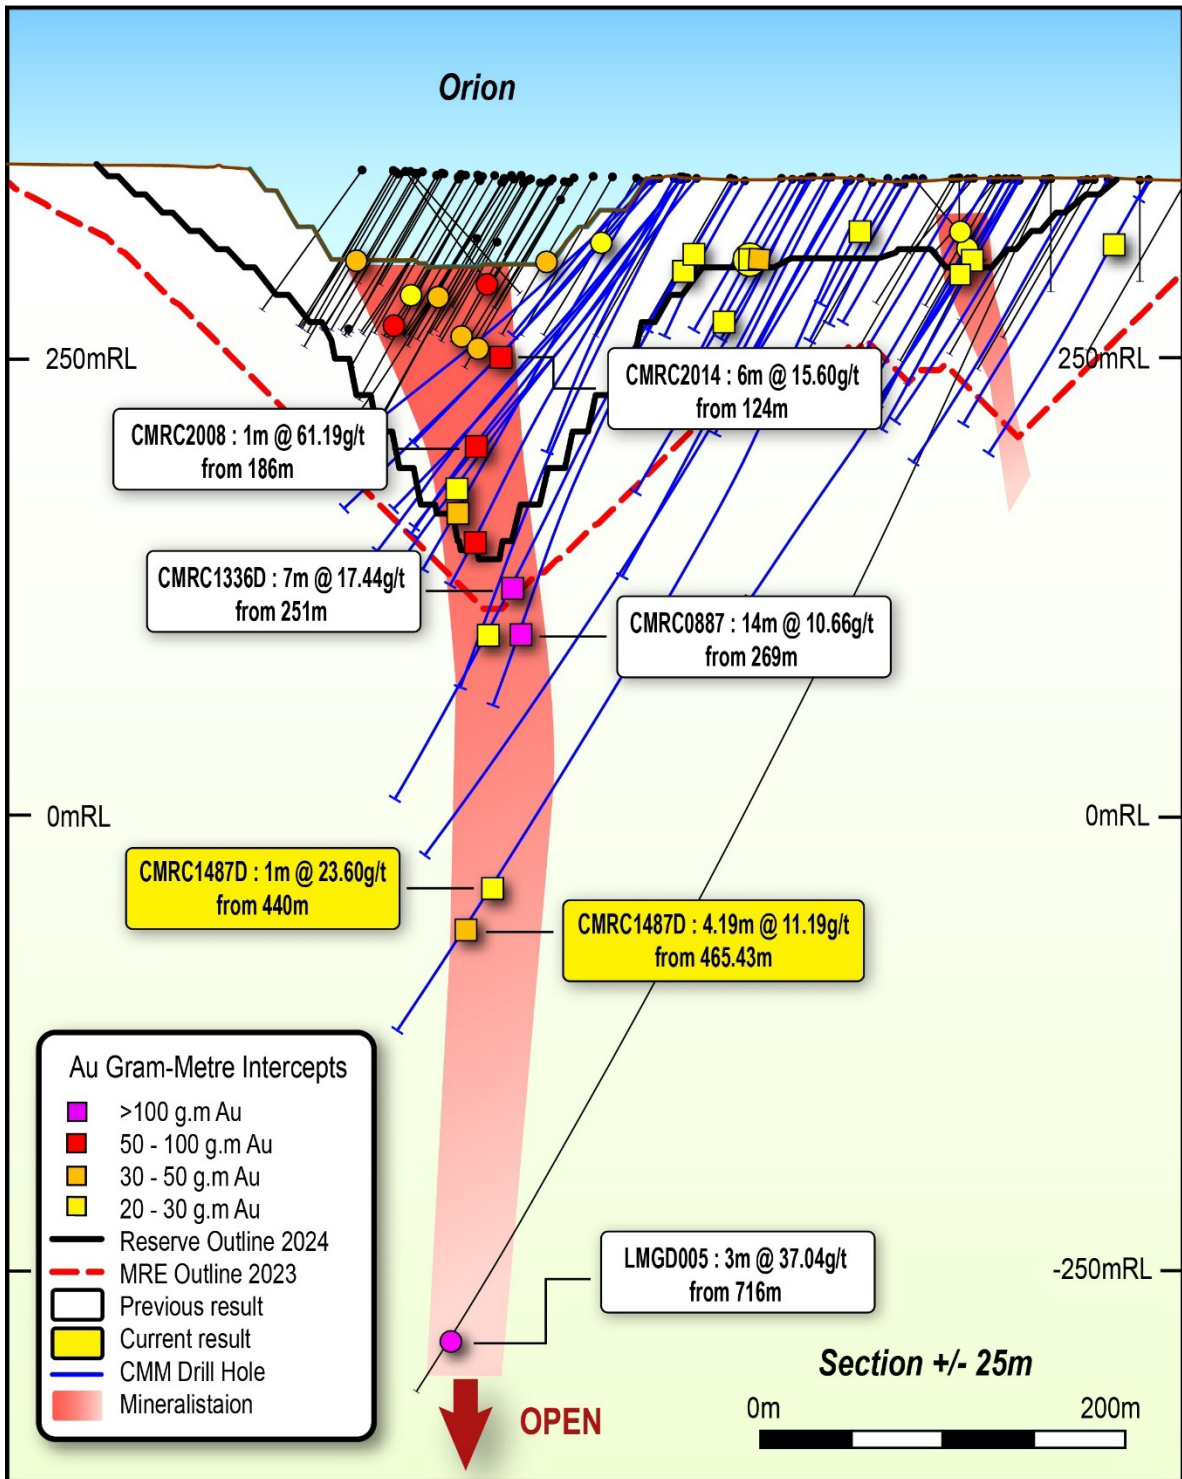 Orion
250mRL
250mRL
CMRC2014 : 6m @ 15.60g/t
from 124m
CMRC2008 : 1m @ 61.19g/t
from 186m
CMRC1336D : 7m @ 17.44g/t
from 251m
CMRC0887 : 14m @ 10.66g/t
from 269m
0mRL
0mRL
CMRC1487D : 1m @ 23.60g/t
from 440m
CMRC1487D : 4.19m @ 11.19g/t
from 465.43m
Au Gram-Metre Intercepts
>100 g.m Au
50 - 100 g.m Au
30 - 50 g.m Au
20 - 30 g.m Au
Reserve Outline 2024
MRE Outline 2023
Previous result
Current result
CMM Drill Hole
Mineralistaion
LMGD005 : 3m @ 37.04g/t
from 716m
-250mRL
Section +/- 25m
0m 200m
OPEN